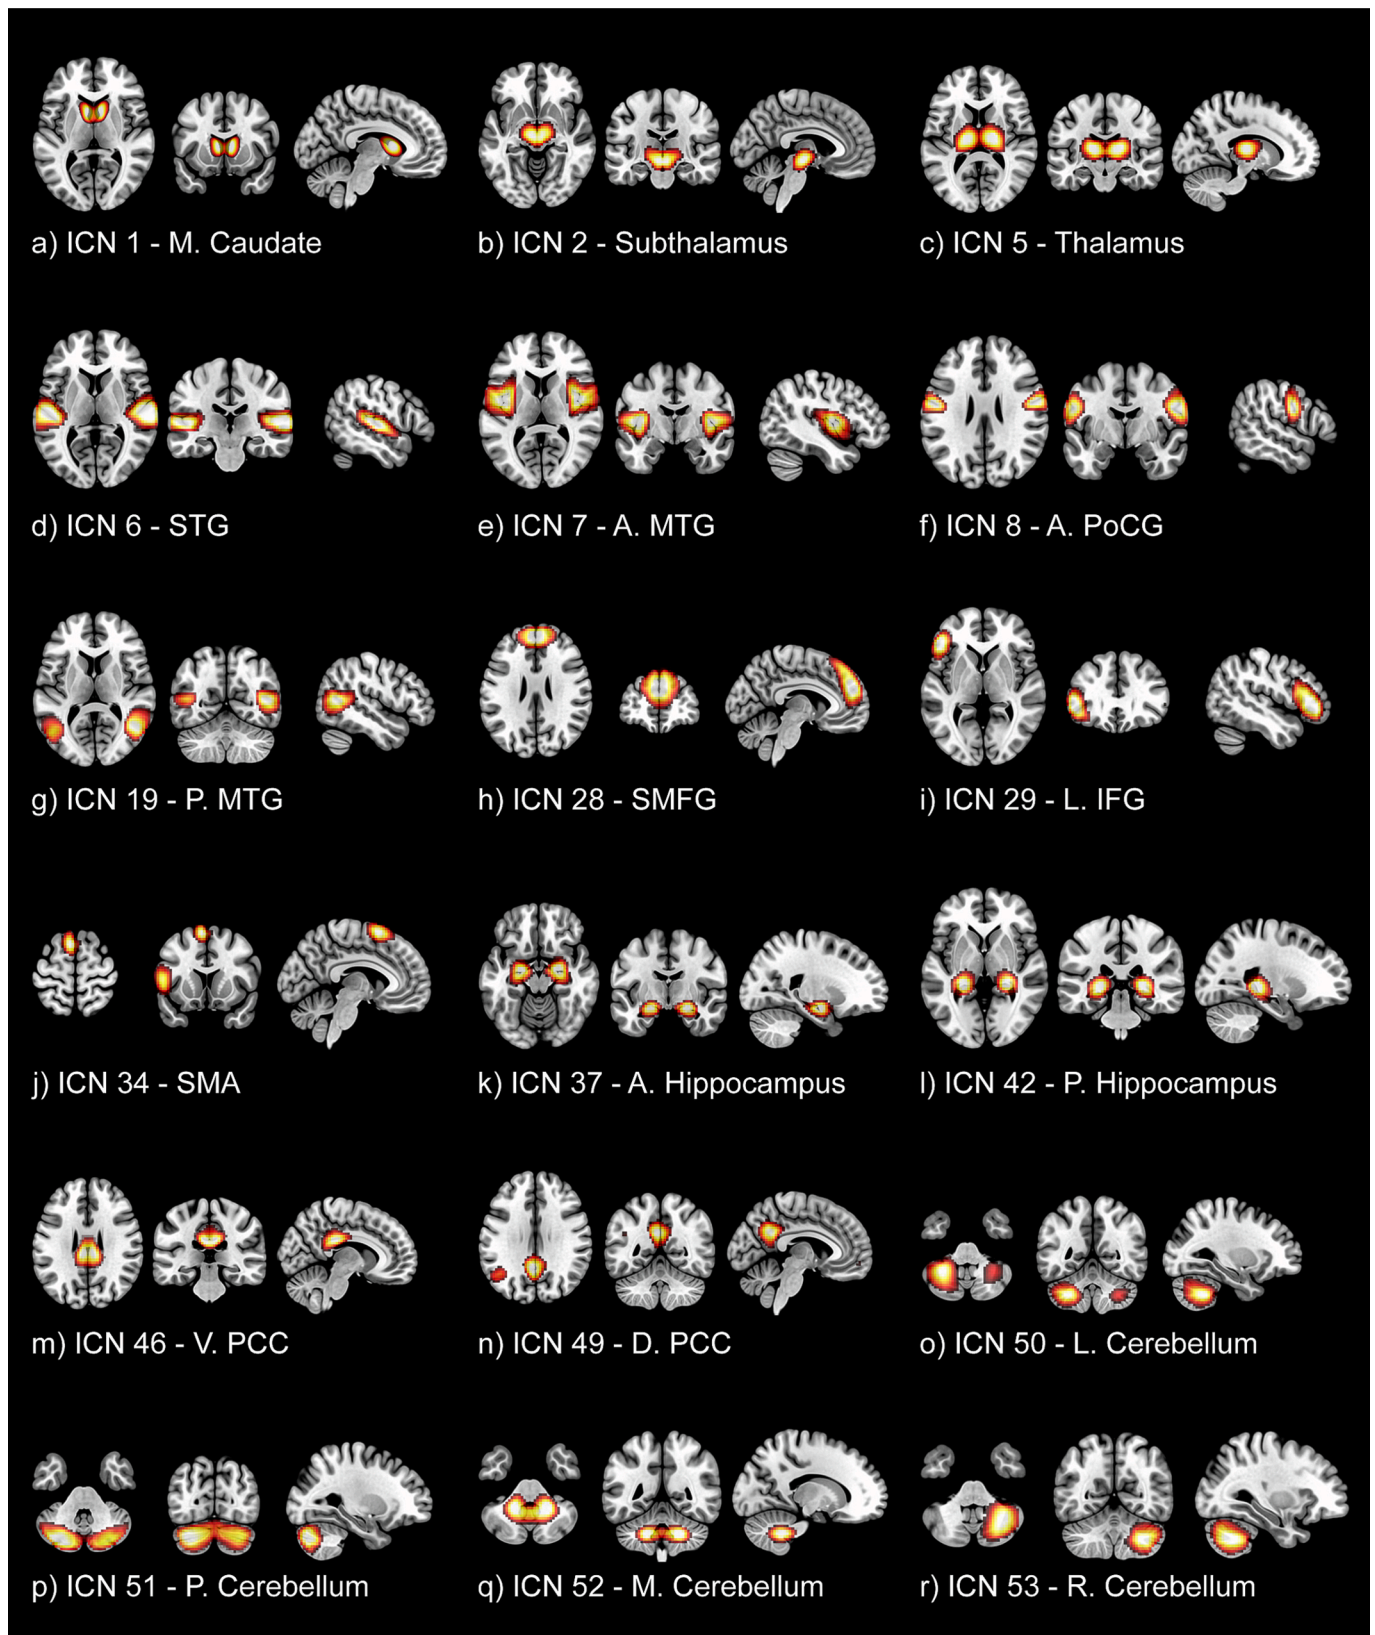 a) ICN 1 - M. Caudate
b) ICN 2 - Subthalamus
c) ICN 5 - Thalamus
d) ICN 6 - STG
e) ICN 7 - A. MTG
f) ICN 8 - A. PoCG
g) ICN 19 - P. MTG
h) ICN 28 - SMFG
i) ICN 29 - L. IFG
j) ICN 34 - SMA
k) ICN 37 - A. Hippocampus
l) ICN 42 - P. Hippocampus
m) ICN 46 - V. PCC
n) ICN 49 - D. PCC
o) ICN 50 - L. Cerebellum
p) ICN 51 - P. Cerebellum
q) ICN 52 - M. Cerebellum
r) ICN 53 - R. Cerebellum